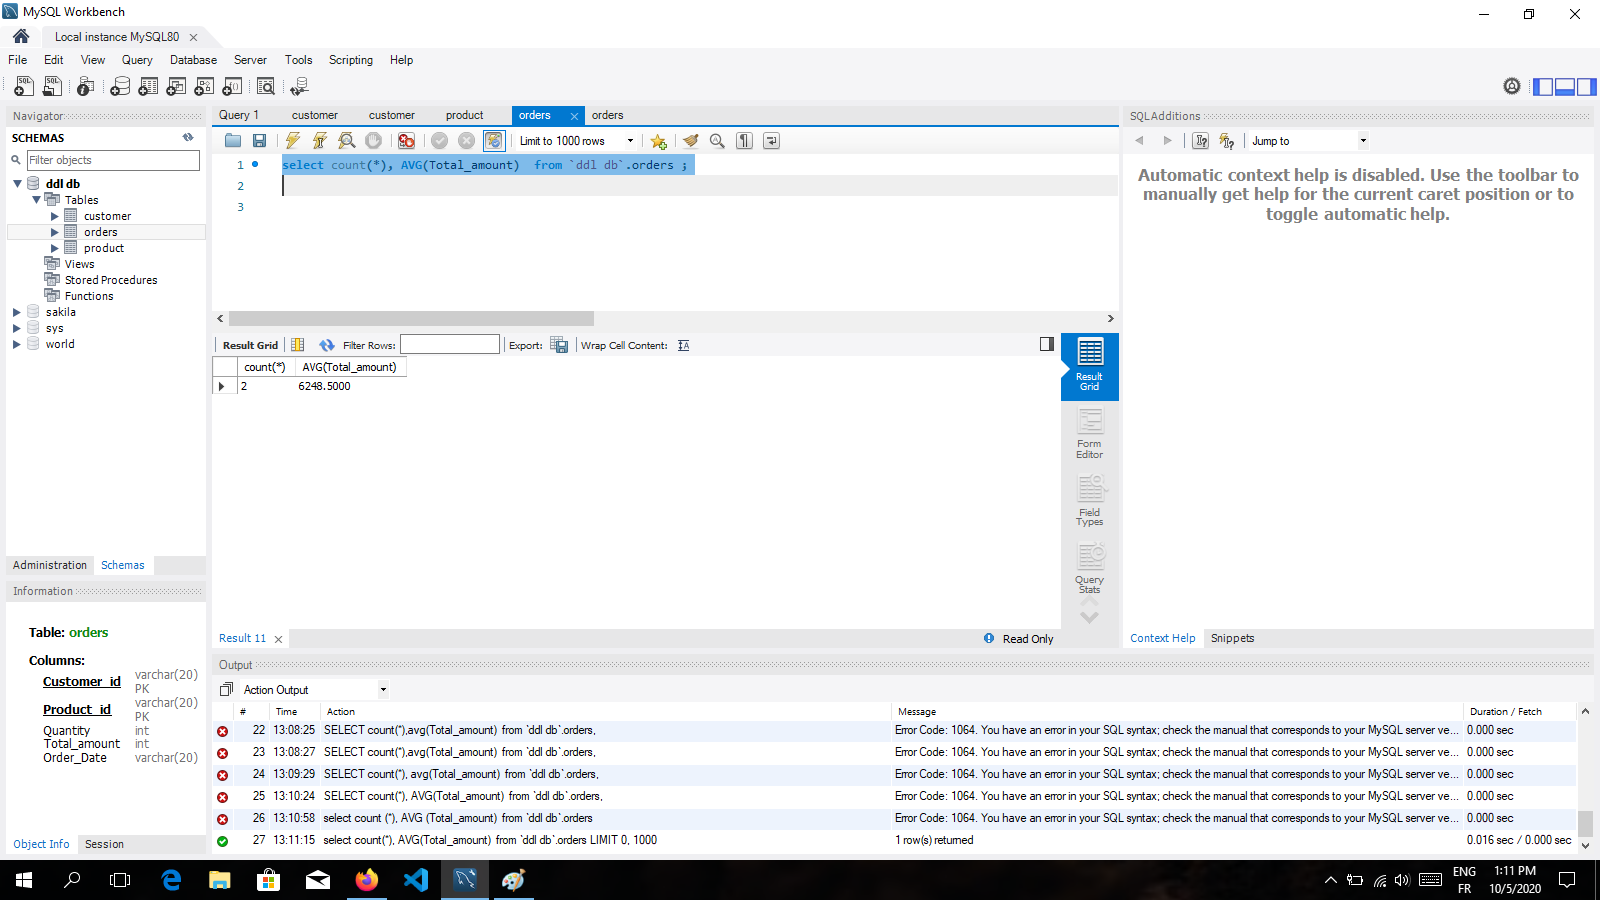 MySQL Workbench
Local instance MySQL80
File Edit View Query Database Server Tools Scripting Help
Navigator
SCHEMAS
Filter objects
ddl db
Tables
customer
orders
product
Views
Stored Procedures
Functions
sakila
sys
world
Administration Schemas
Information
Table: orders
Columns:
Customer_id varchar(20) PK
Product_id varchar(20) PK
Quantity int
Total_amount int
Order_Date varchar(20)
Object Info Session
Query 1 customer customer product orders orders
Limit to 1000 rows
1 select count(*), AVG(Total_amount)  from `ddl db`.orders ;
2
3
Result Grid Filter Rows: Export: Wrap Cell Content:
count(*) AVG(Total_amount)
2 6248.5000
Result Grid
Form Editor
Field Types
Query Stats
Result 11 Read Only
SQLAdditions
Jump to
Automatic context help is disabled. Use the toolbar to
manually get help for the current caret position or to
toggle automatic help.
Context Help Snippets
Output
Action Output
# Time Action Message Duration / Fetch
22 13:08:25 SELECT count(*),avg(Total_amount) from `ddl db`.orders, Error Code: 1064. You have an error in your SQL syntax; check the manual that corresponds to your MySQL server ve... 0.000 sec
23 13:08:27 SELECT count(*),avg(Total_amount) from `ddl db`.orders, Error Code: 1064. You have an error in your SQL syntax; check the manual that corresponds to your MySQL server ve... 0.000 sec
24 13:09:29 SELECT count(*), avg(Total_amount) from `ddl db`.orders, Error Code: 1064. You have an error in your SQL syntax; check the manual that corresponds to your MySQL server ve... 0.000 sec
25 13:10:24 SELECT count(*), AVG(Total_amount) from `ddl db`.orders, Error Code: 1064. You have an error in your SQL syntax; check the manual that corresponds to your MySQL server ve... 0.000 sec
26 13:10:58 select count (*), AVG (Total_amount) from `ddl db`.orders Error Code: 1064. You have an error in your SQL syntax; check the manual that corresponds to your MySQL server ve... 0.000 sec
27 13:11:15 select count(*), AVG(Total_amount) from `ddl db`.orders LIMIT 0, 1000 1 row(s) returned 0.016 sec / 0.000 sec
ENG
FR
1:11 PM
10/5/2020